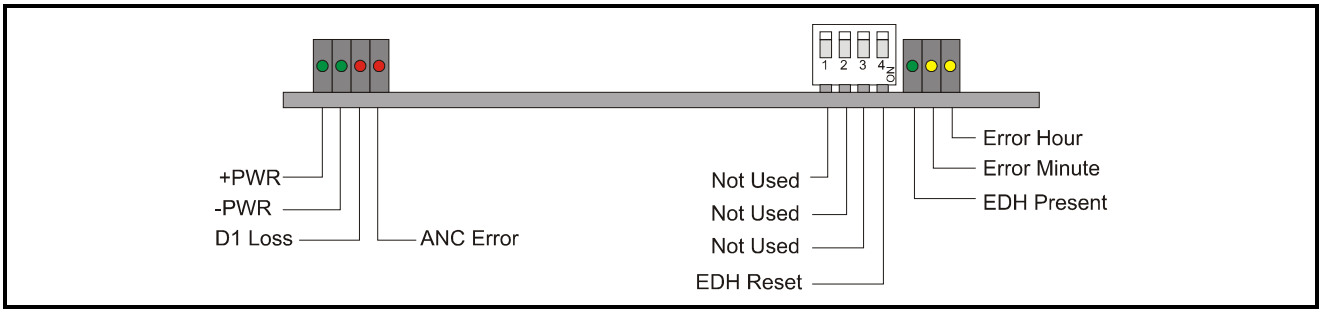 1 2 3 4 ON
Error Hour
Error Minute
EDH Present
+PWR
-PWR
D1 Loss
ANC Error
Not Used
Not Used
Not Used
EDH Reset